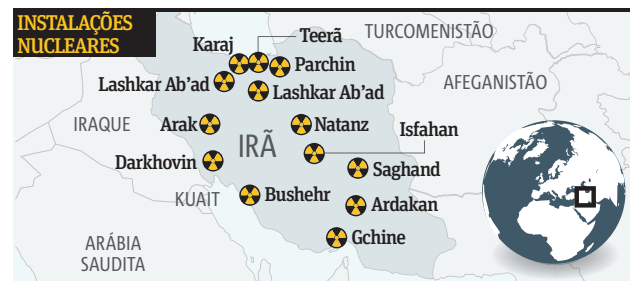 INSTALAÇÕES
NUCLEARES
Teerã
TURCOMENISTÃO
Karaj
Parchin
Lashkar Ab’ad
Lashkar Ab’ad
AFEGANISTÃO
IRAQUE
Arak
IRÃ
Natanz
Isfahan
Darkhovin
Saghand
KUAIT
Bushehr
Ardakan
ARÁBIA
SAUDITA
Gchine